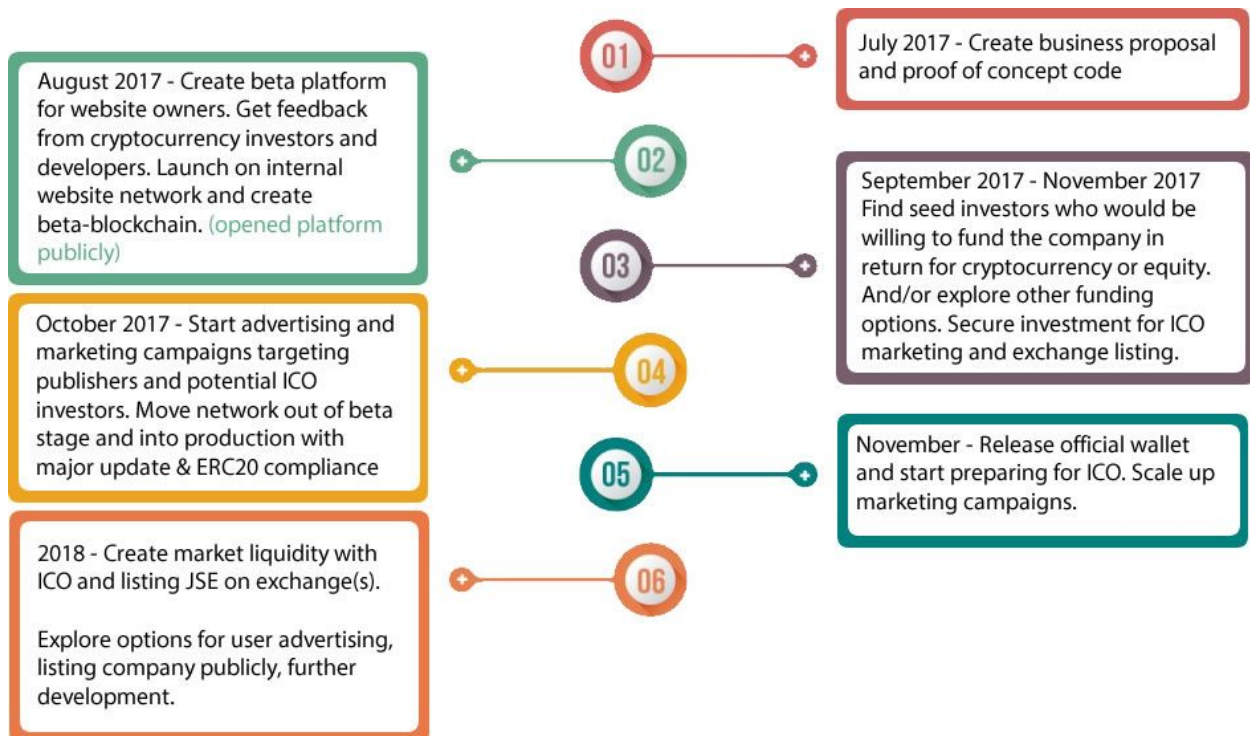 01
July 2017 - Create business proposal
and proof of concept code
August 2017 - Create beta platform
for website owners. Get feedback
from cryptocurrency investors and
developers. Launch on internal
website network and create
beta-blockchain. (opened platform
publicly)
02
03
September 2017 - November 2017
Find seed investors who would be
willing to fund the company in
return for cryptocurrency or equity.
And/or explore other funding
options. Secure investment for ICO
marketing and exchange listing.
October 2017 - Start advertising and
marketing campaigns targeting
publishers and potential ICO
investors. Move network out of beta
stage and into production with
major update & ERC20 compliance
04
05
November - Release official wallet
and start preparing for ICO. Scale up
marketing campaigns.
2018 - Create market liquidity with
ICO and listing JSE on exchange(s).
Explore options for user advertising,
listing company publicly, further
development.
06